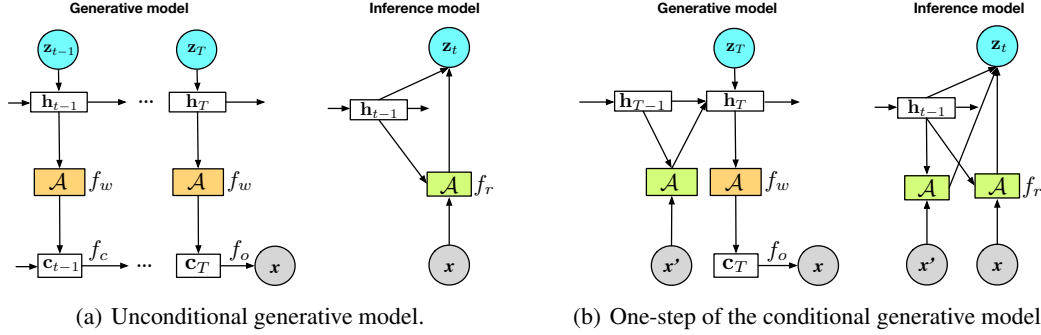 Generative model Inference model Generative model Inference model
z_{t−1} z_T z_t z_T z_t
h_{t−1} ... h_T h_{t−1} h_{T−1} h_T h_{t−1}
𝒜 f_w 𝒜 f_w 𝒜 f_r 𝒜 𝒜 f_w 𝒜 𝒜 f_r
c_{t−1} f_c ... c_T f_o x x x' c_T f_o x x' x
(a) Unconditional generative model. (b) One-step of the conditional generative model